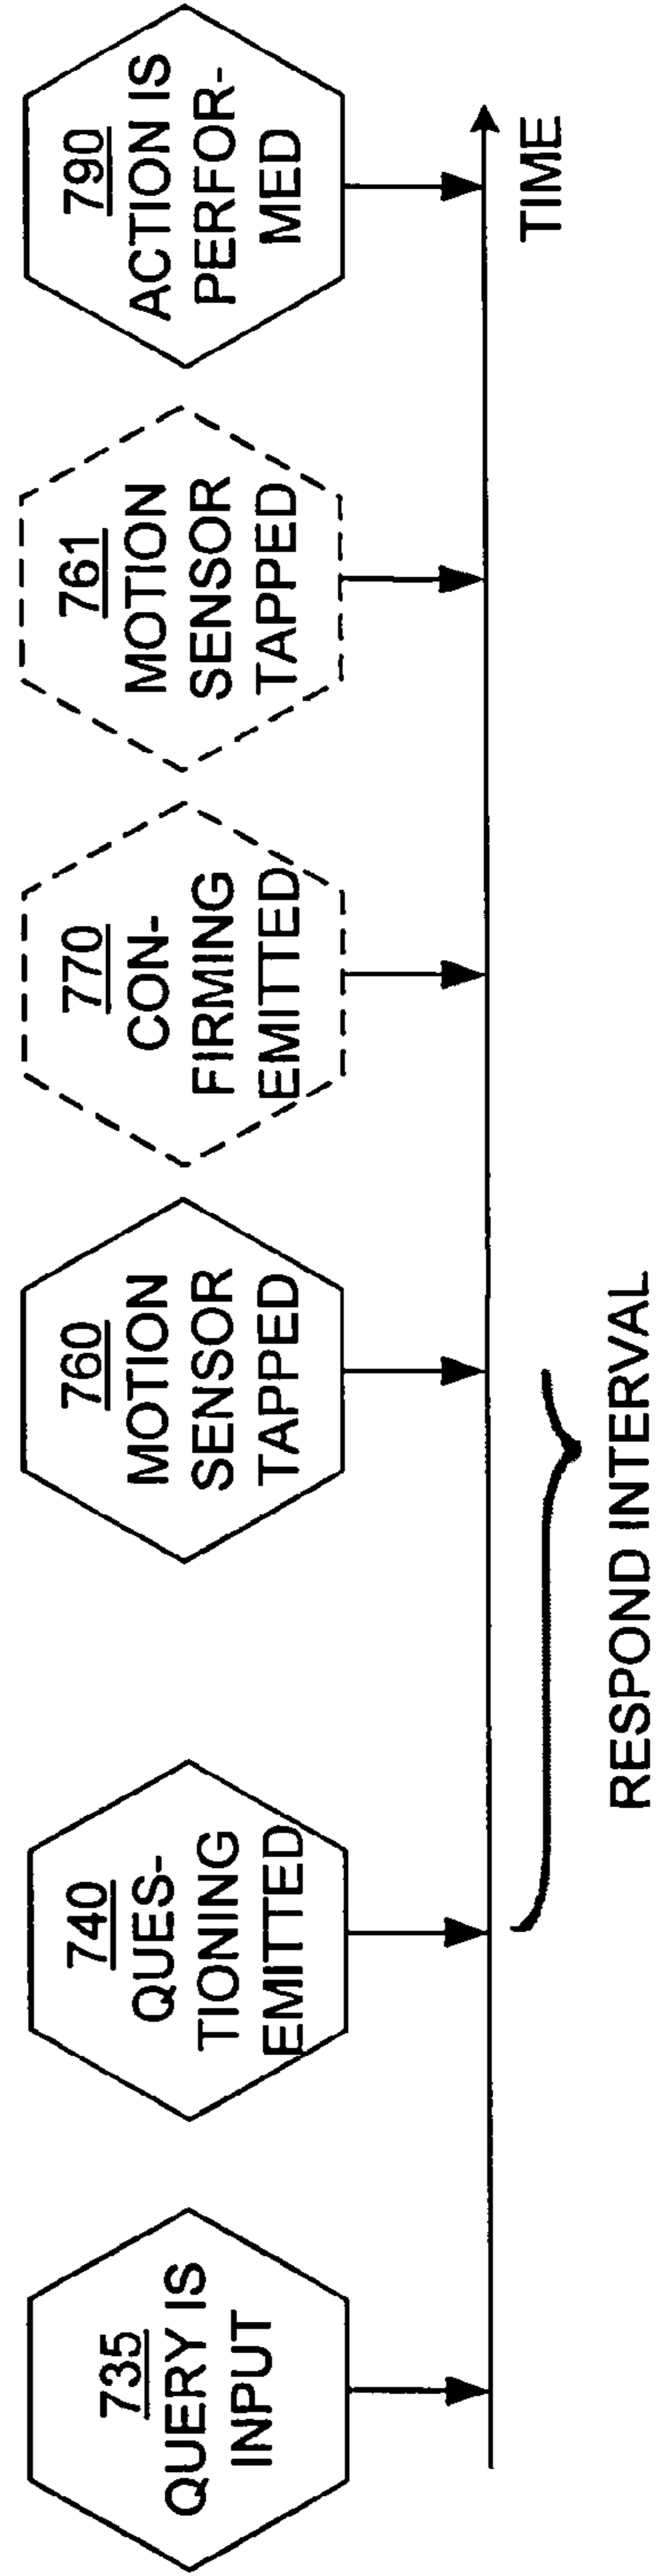 735
QUERY IS
INPUT
740
QUES-
TIONING
EMITTED
760
MOTION
SENSOR
TAPPED
770
CON-
FIRMING
EMITTED
761
MOTION
SENSOR
TAPPED
790
ACTION IS
PERFOR-
MED
TIME
RESPOND INTERVAL